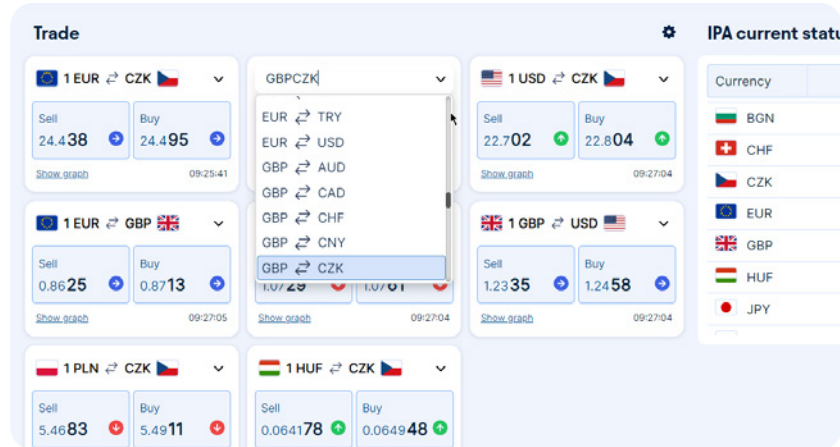 Trade
IPA current statu
1 EUR ⇄ CZK
GBPCZK
1 USD ⇄ CZK
Currency
Sell
24.438
Buy
24.495
Sell
22.702
Buy
22.804
Show graph
09:25:41
Show graph
09:27:04
EUR ⇄ TRY
EUR ⇄ USD
GBP ⇄ AUD
GBP ⇄ CAD
GBP ⇄ CHF
GBP ⇄ CNY
GBP ⇄ CZK
BGN
CHF
CZK
EUR
GBP
HUF
JPY
1 EUR ⇄ GBP
1 GBP ⇄ USD
Sell
0.8625
Buy
0.8713
1.0729
1.0761
Sell
1.2335
Buy
1.2458
Show graph
09:27:05
Show graph
09:27:04
Show graph
09:27:04
1 PLN ⇄ CZK
1 HUF ⇄ CZK
Sell
5.4683
Buy
5.4911
Sell
0.064178
Buy
0.064948